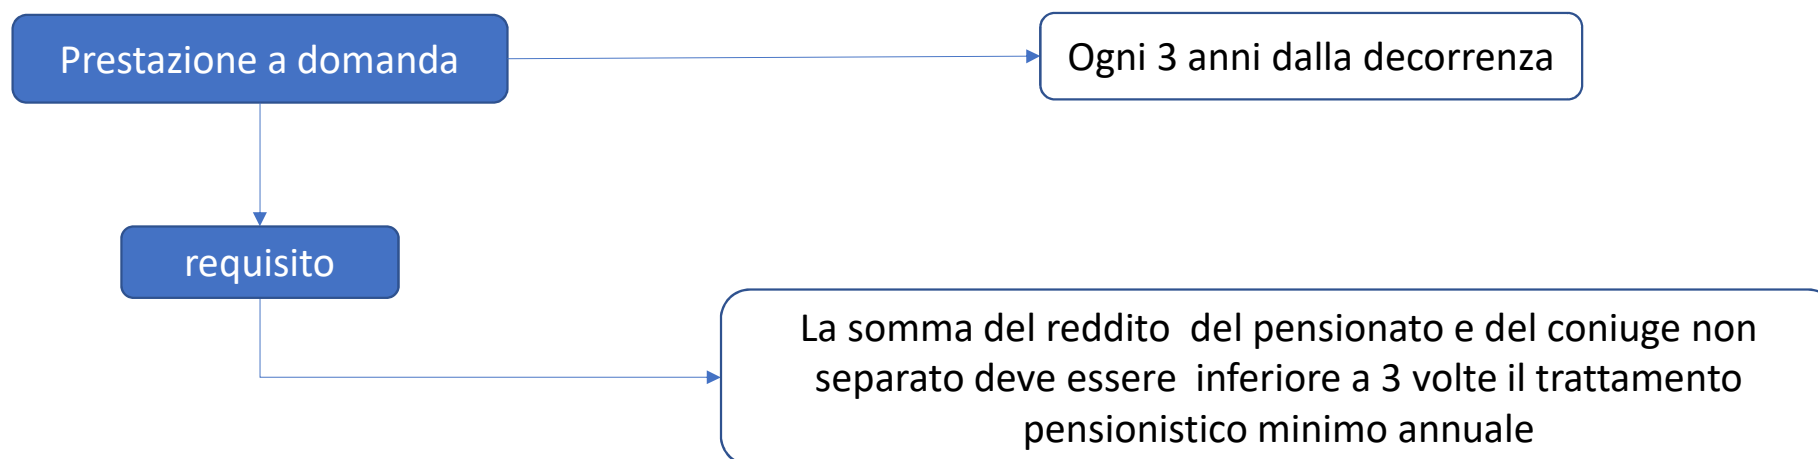 Prestazione a domanda
Ogni 3 anni dalla decorrenza
requisito
La somma del reddito  del pensionato e del coniuge non
separato deve essere  inferiore a 3 volte il trattamento
pensionistico minimo annuale